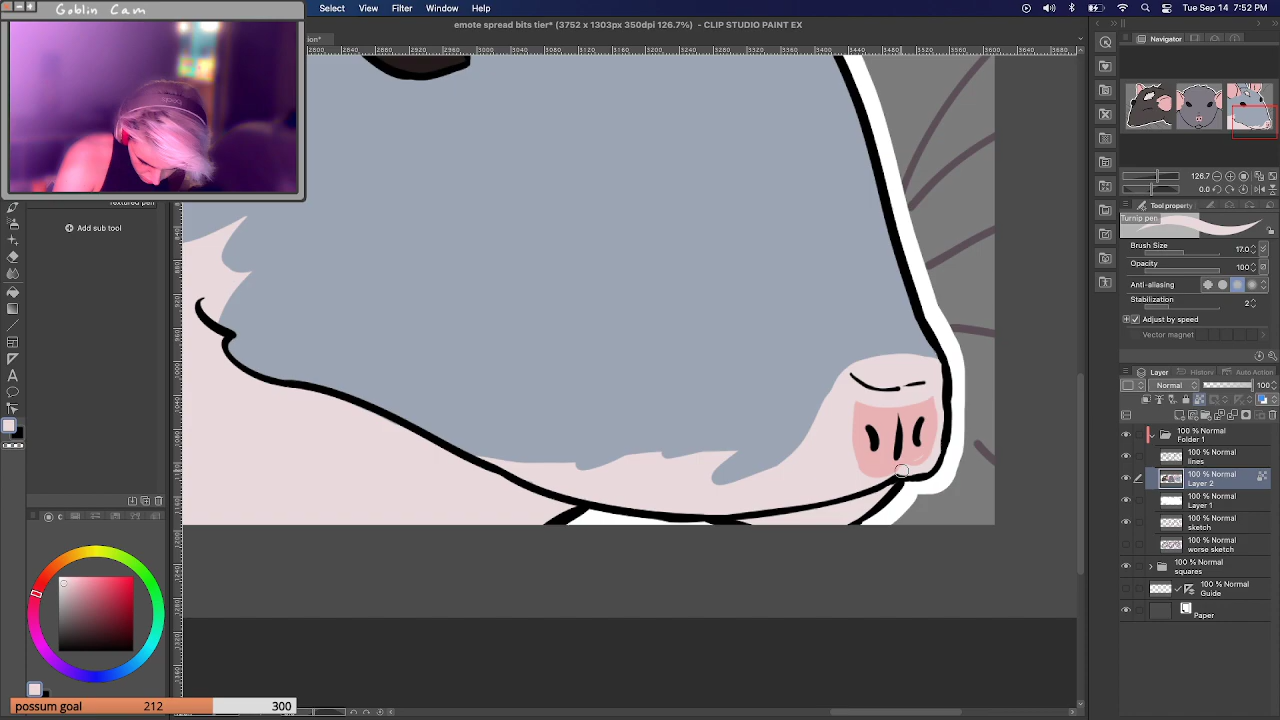 Goblin Cam
Select View Filter Window Help
Tue Sep 14 7:52 PM
emote spread bits tier* (3752 x 1303px 350dpi 126.7%) - CLIP STUDIO PAINT EX
Navigator
126.7
0.0
Tool property
Turnip pen
Brush Size 17.0
Opacity 100
Anti-aliasing
Stabilization 2
Adjust by speed
Vector magnet
Add sub tool
Layer History Auto Action
Normal 100
100 % Normal
Folder 1
100 % Normal
lines
100 % Normal
Layer 2
100 % Normal
Layer 1
100 % Normal
sketch
100 % Normal
worse sketch
100 % Normal
squares
100 % Normal
Guide
Paper
possum goal 212 300